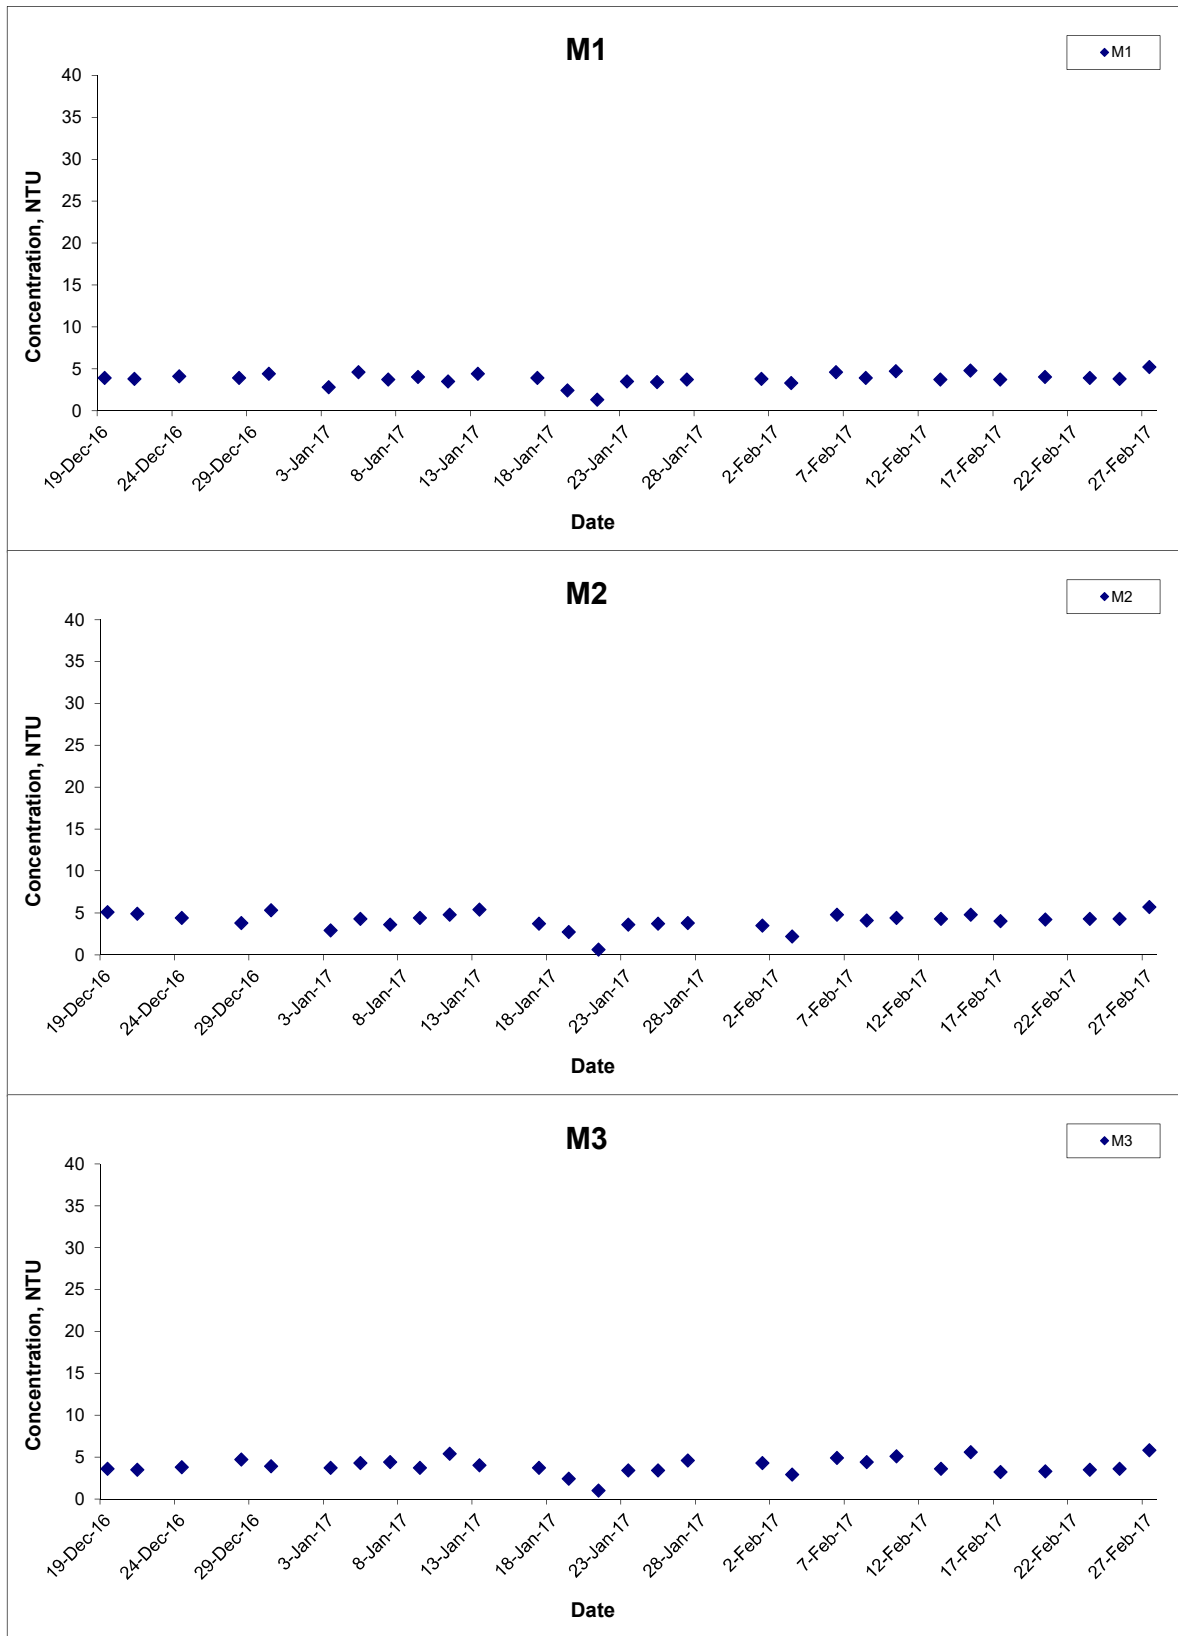 M1
M1
40
35
30
25
20
15
10
5
0
Concentration, NTU
19-Dec-16
24-Dec-16
29-Dec-16
3-Jan-17
8-Jan-17
13-Jan-17
18-Jan-17
23-Jan-17
28-Jan-17
2-Feb-17
7-Feb-17
12-Feb-17
17-Feb-17
22-Feb-17
27-Feb-17
Date
M2
M2
40
35
30
25
20
15
10
5
0
Concentration, NTU
19-Dec-16
24-Dec-16
29-Dec-16
3-Jan-17
8-Jan-17
13-Jan-17
18-Jan-17
23-Jan-17
28-Jan-17
2-Feb-17
7-Feb-17
12-Feb-17
17-Feb-17
22-Feb-17
27-Feb-17
Date
M3
M3
40
35
30
25
20
15
10
5
0
Concentration, NTU
19-Dec-16
24-Dec-16
29-Dec-16
3-Jan-17
8-Jan-17
13-Jan-17
18-Jan-17
23-Jan-17
28-Jan-17
2-Feb-17
7-Feb-17
12-Feb-17
17-Feb-17
22-Feb-17
27-Feb-17
Date